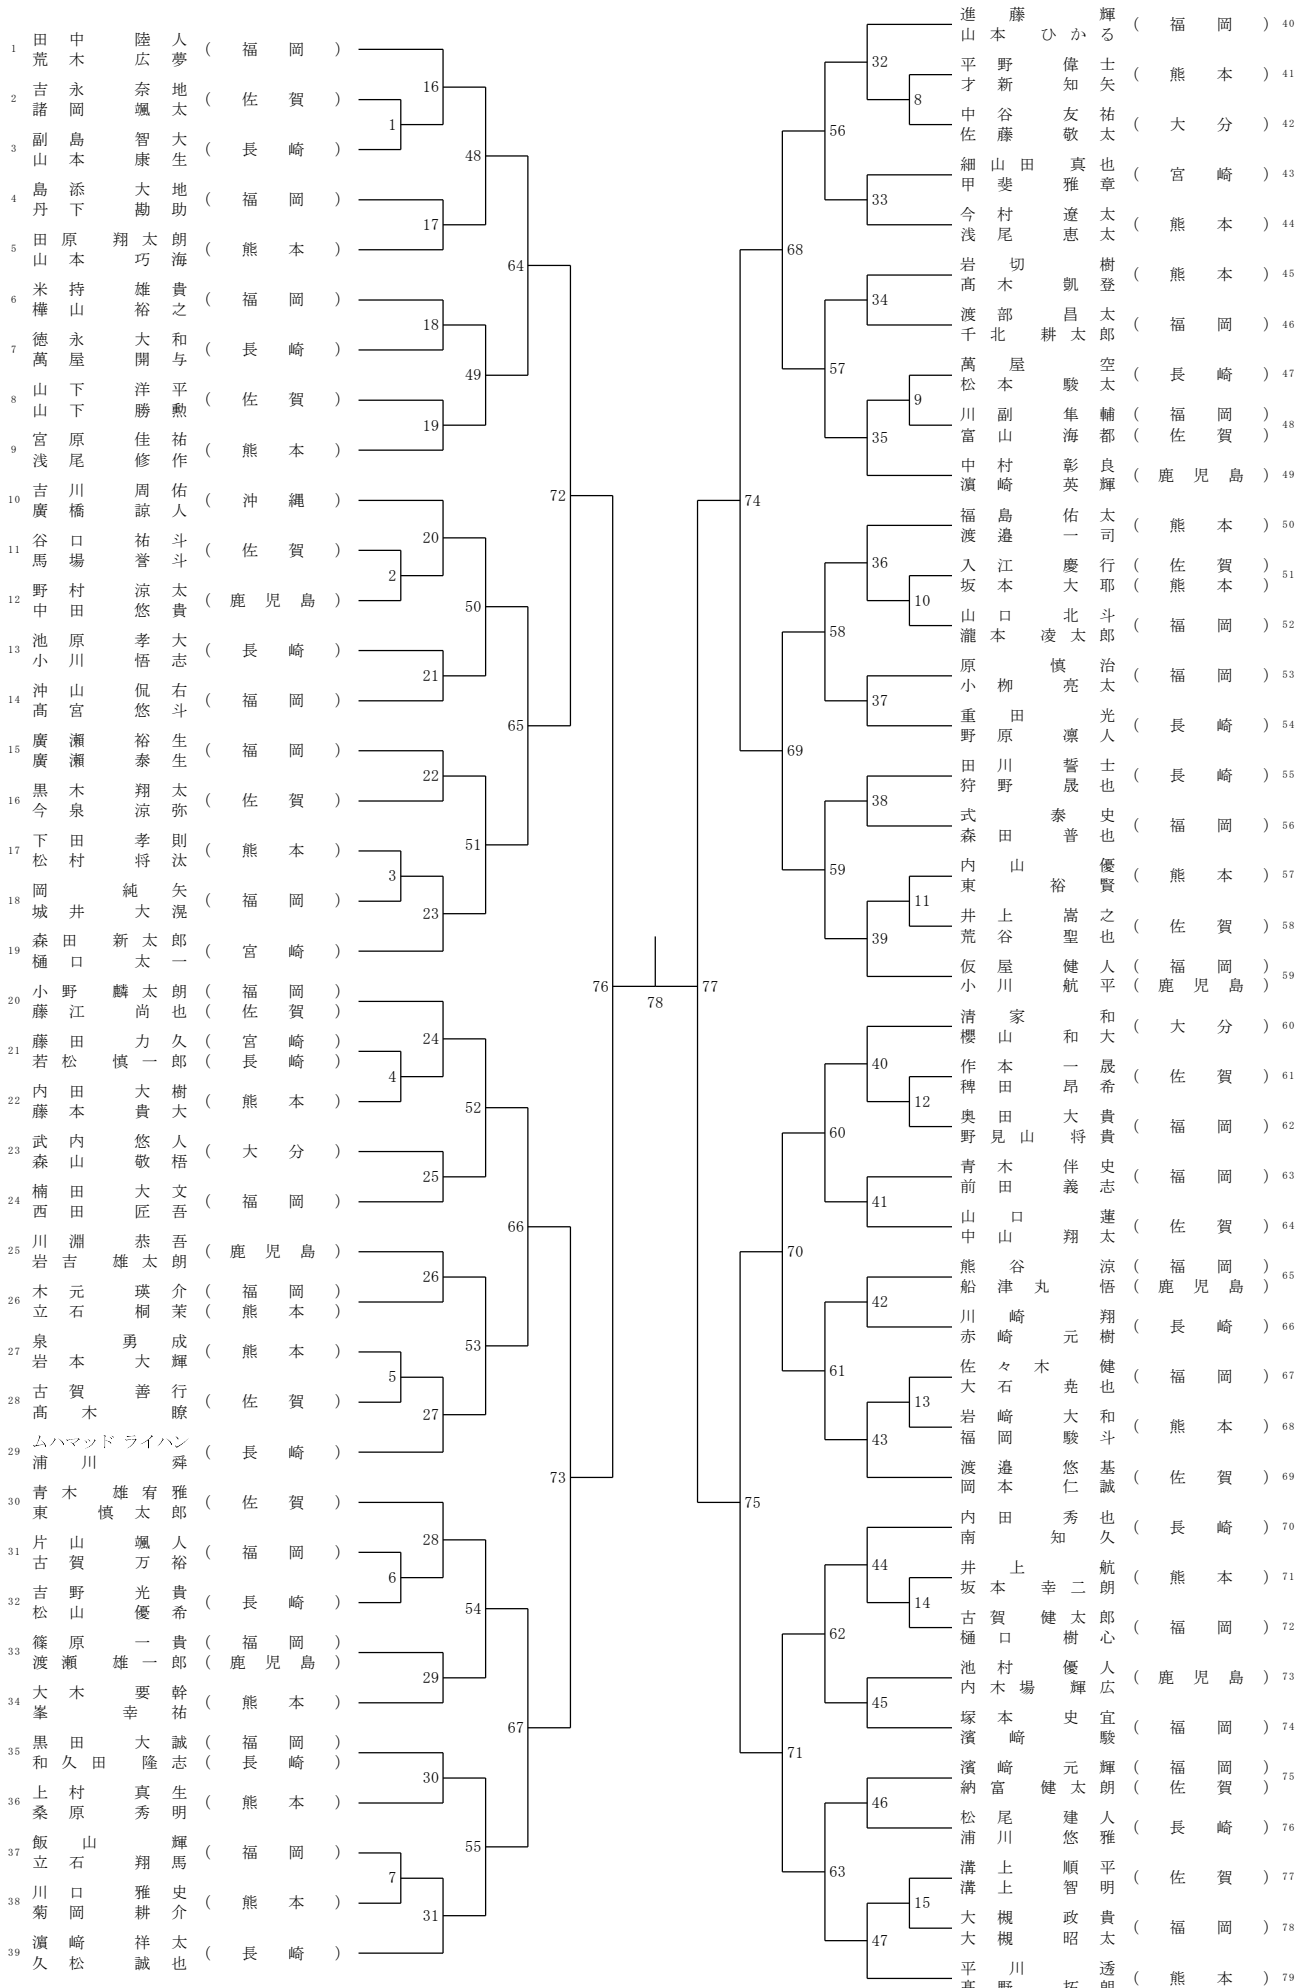 1 田中 陸人 (福岡)
荒木 広夢
16
2 吉永 奈地 (佐賀)
諸岡 颯太
1
3 副島 智大 (長崎)
山本 康生
48
4 島添 大地 (福岡)
丹下 勘助
17
5 田原 翔太朗 (熊本)
山本 巧海
64
6 米持 雄貴 (福岡)
樺山 裕之
18
7 徳永 大和 (長崎)
萬屋 開与
49
8 山下 洋平 (佐賀)
山下 勝勲
19
9 宮原 佳祐 (熊本)
浅尾 修作
72
10 吉川 周佑 (沖縄)
廣橋 諒人
20
11 谷口 祐斗 (佐賀)
馬場 誉斗
2
12 野村 涼太 (鹿児島)
中田 悠貴
50
13 池原 孝大 (長崎)
小川 悟志
21
14 沖山 侃右 (福岡)
髙宮 悠斗
65
15 廣瀬 裕生 (福岡)
廣瀬 泰生
22
16 黒木 翔太 (佐賀)
今泉 涼弥
51
17 下田 孝則 (熊本)
松村 将汰
3
18 岡 純矢 (福岡)
城井 大滉
23
19 森田 新太郎 (宮崎)
樋口 太一
76
78
77
20 小野 麟太朗 (福岡)
藤江 尚也 (佐賀)
24
21 藤田 力久 (宮崎)
若松 慎一郎 (長崎)
4
22 内田 大樹 (熊本)
藤本 貴大
52
23 武内 悠人 (大分)
森山 敬梧
25
24 楠田 大文 (福岡)
西田 匠吾
66
25 川淵 恭吾 (鹿児島)
岩吉 雄太朗
26
26 木元 瑛介 (福岡)
立石 桐茉 (熊本)
53
27 泉 勇成 (熊本)
岩本 大輝
5
28 古賀 善行 (佐賀)
髙木 瞭
27
29 ムハマッド ライハン (長崎)
浦川 舜
73
30 青木 雄宥雅 (佐賀)
東 慎太郎
28
31 片山 颯人 (福岡)
古賀 万裕
6
32 吉野 光貴 (長崎)
松山 優希
54
33 篠原 一貴 (福岡)
渡瀬 雄一郎 (鹿児島)
29
34 大木 要幹 (熊本)
峯 幸祐
67
35 黒田 大誠 (福岡)
和久田 隆志 (長崎)
30
36 上村 真生 (熊本)
桑原 秀明
55
37 飯山 輝 (福岡)
立石 翔馬
7
38 川口 雅史 (熊本)
菊岡 耕介
31
39 濵﨑 祥太 (長崎)
久松 誠也
進藤 輝 (福岡) 40
山本 ひかる
32
平野 偉士 (熊本) 41
才新 知矢
8
中谷 友祐 (大分) 42
佐藤 敬太
56
細山田 真也 (宮崎) 43
甲斐 雅章
33
今村 遼太 (熊本) 44
浅尾 恵太
68
岩切 樹 (熊本) 45
髙木 凱登
34
渡部 昌太 (福岡) 46
千北 耕太郎
57
萬屋 空 (長崎) 47
松本 駿太
9
川副 隼輔 (福岡) 48
富山 海都 (佐賀)
35
中村 彰良 (鹿児島) 49
濵崎 英輝
74
福島 佑太 (熊本) 50
渡邉 一司
36
入江 慶行 (佐賀) 51
坂本 大耶 (熊本)
10
山口 北斗 (福岡) 52
瀧本 凌太郎
58
原 慎治 (福岡) 53
小栁 亮太
37
重田 光 (長崎) 54
野原 凛人
69
田川 誓士 (長崎) 55
狩野 晟也
38
式 泰史 (福岡) 56
森田 普也
59
内山 優 (熊本) 57
東 裕賢
11
井上 嵩之 (佐賀) 58
荒谷 聖也
39
仮屋 健人 (福岡) 59
小川 航平 (鹿児島)
清家 和 (大分) 60
櫻山 和大
40
作本 一晟 (佐賀) 61
稗田 昂希
12
奥田 大貴 (福岡) 62
野見山 将貴
60
青木 伴史 (福岡) 63
前田 義志
41
山口 蓮 (佐賀) 64
中山 翔太
70
熊谷 涼 (福岡) 65
船津丸 悟 (鹿児島)
42
川崎 翔 (長崎) 66
赤崎 元樹
61
佐々木 健 (福岡) 67
大石 尭也
13
岩﨑 大和 (熊本) 68
福岡 駿斗
43
渡邉 悠基 (佐賀) 69
岡本 仁誠
75
内田 秀也 (長崎) 70
南 知久
44
井上 航 (熊本) 71
坂本 幸二朗
14
古賀 健太郎 (福岡) 72
樋口 樹心
62
池村 優人 (鹿児島) 73
内木場 輝広
45
塚本 史宜 (福岡) 74
濱﨑 駿
71
濱﨑 元輝 (福岡) 75
納富 健太朗 (佐賀)
46
松尾 建人 (長崎) 76
浦川 悠雅
63
溝上 順平 (佐賀) 77
溝上 智明
15
大槻 政貴 (福岡) 78
大槻 昭太
47
平川 透 (熊本) 79